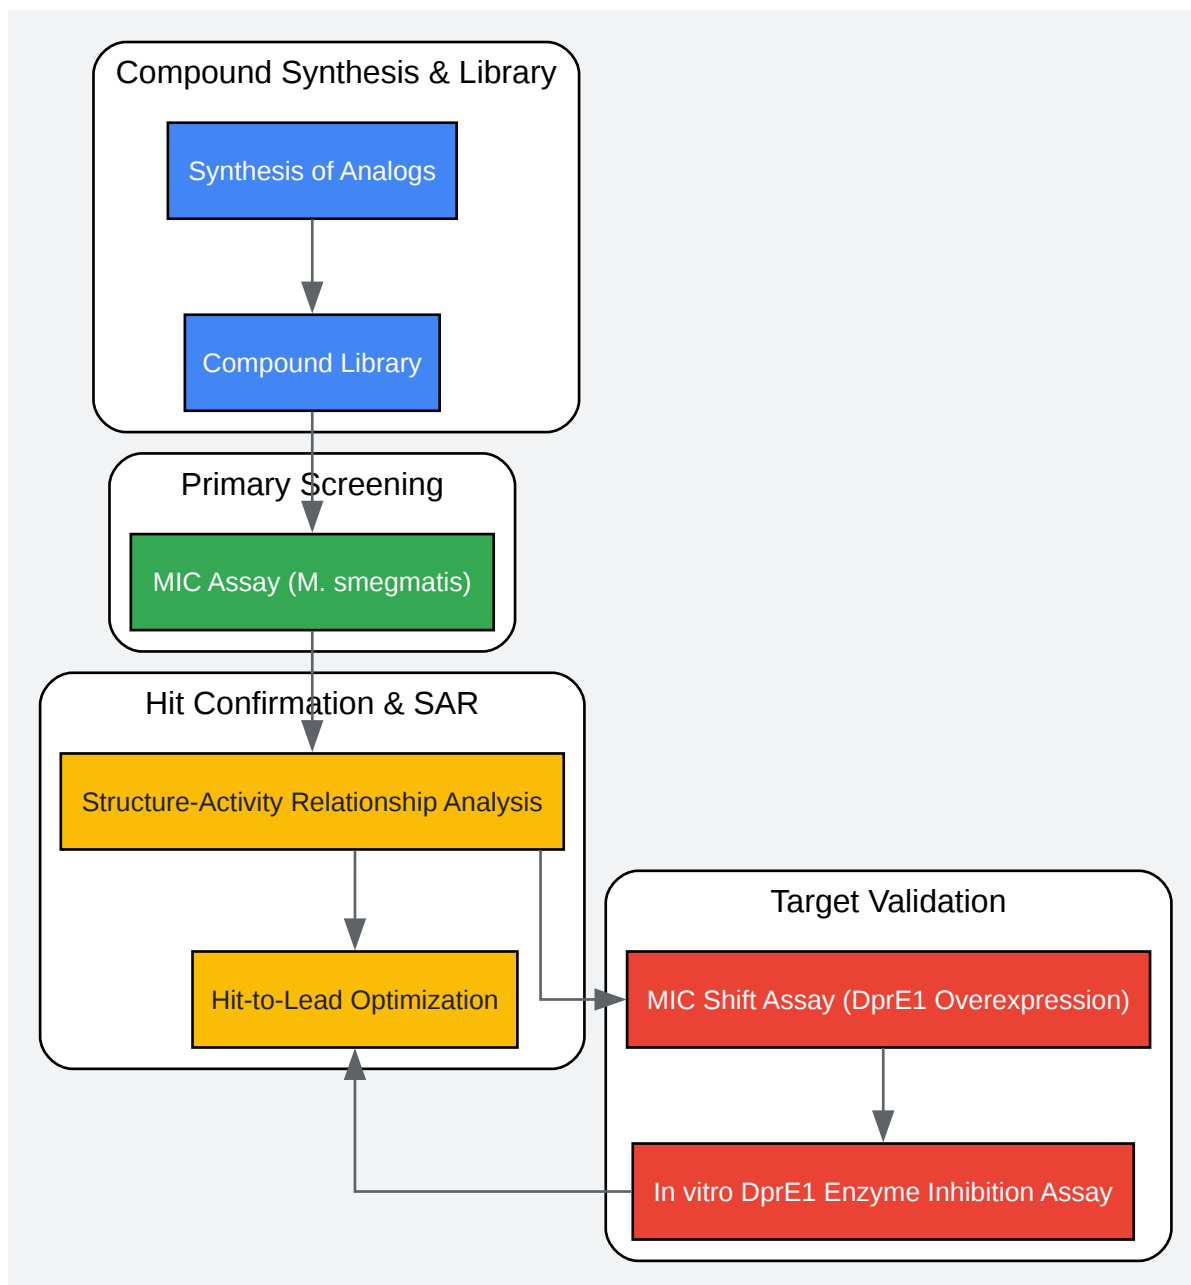 Compound Synthesis & Library
Synthesis of Analogs
Compound Library
Primary Screening
MIC Assay (M. smegmatis)
Hit Confirmation & SAR
Structure-Activity Relationship Analysis
Hit-to-Lead Optimization
Target Validation
MIC Shift Assay (DprE1 Overexpression)
In vitro DprE1 Enzyme Inhibition Assay